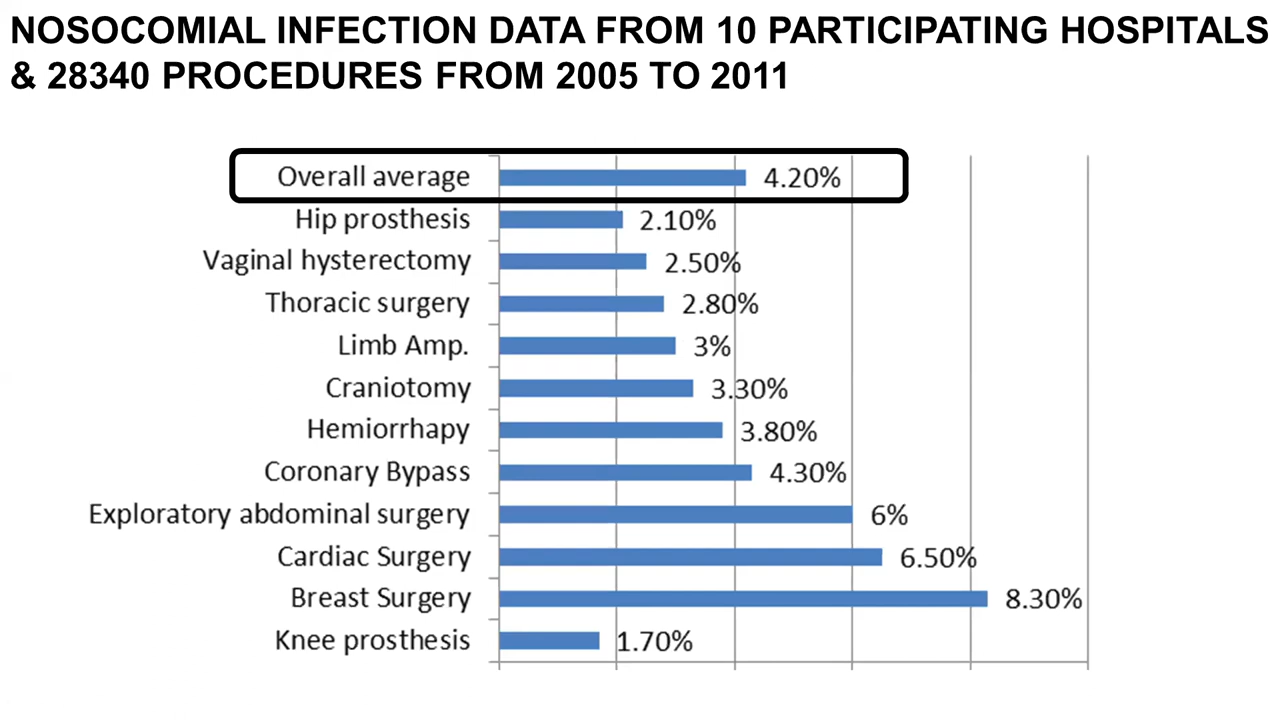 NOSOCOMIAL INFECTION DATA FROM 10 PARTICIPATING HOSPITALS
& 28340 PROCEDURES FROM 2005 TO 2011
Overall average 4.20%
Hip prosthesis 2.10%
Vaginal hysterectomy 2.50%
Thoracic surgery 2.80%
Limb Amp. 3%
Craniotomy 3.30%
Hemiorrhapy 3.80%
Coronary Bypass 4.30%
Exploratory abdominal surgery 6%
Cardiac Surgery 6.50%
Breast Surgery 8.30%
Knee prosthesis 1.70%